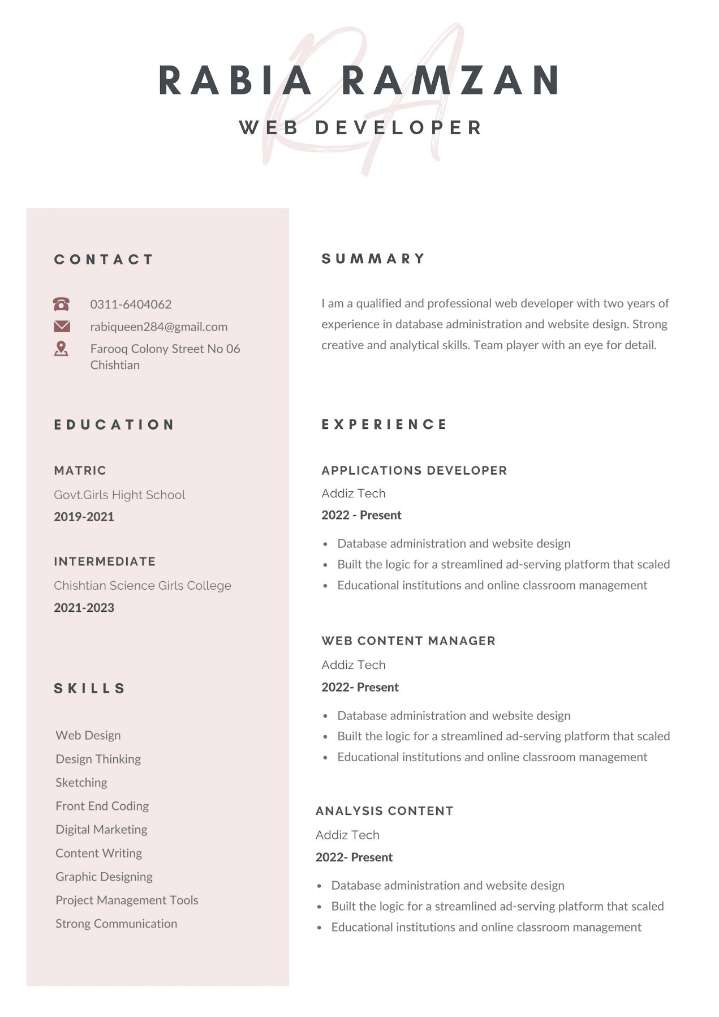 RABIA RAMZAN
RA
WEB DEVELOPER
CONTACT
0311-6404062
rabiqueen284@gmail.com
Farooq Colony Street No 06
Chishtian
EDUCATION
MATRIC
Govt.Girls Hight School
2019-2021
INTERMEDIATE
Chishtian Science Girls College
2021-2023
SKILLS
Web Design
Design Thinking
Sketching
Front End Coding
Digital Marketing
Content Writing
Graphic Designing
Project Management Tools
Strong Communication
SUMMARY
I am a qualified and professional web developer with two years of
experience in database administration and website design. Strong
creative and analytical skills. Team player with an eye for detail.
EXPERIENCE
APPLICATIONS DEVELOPER
Addiz Tech
2022 - Present
• Database administration and website design
• Built the logic for a streamlined ad-serving platform that scaled
• Educational institutions and online classroom management
WEB CONTENT MANAGER
Addiz Tech
2022- Present
• Database administration and website design
• Built the logic for a streamlined ad-serving platform that scaled
• Educational institutions and online classroom management
ANALYSIS CONTENT
Addiz Tech
2022- Present
• Database administration and website design
• Built the logic for a streamlined ad-serving platform that scaled
• Educational institutions and online classroom management